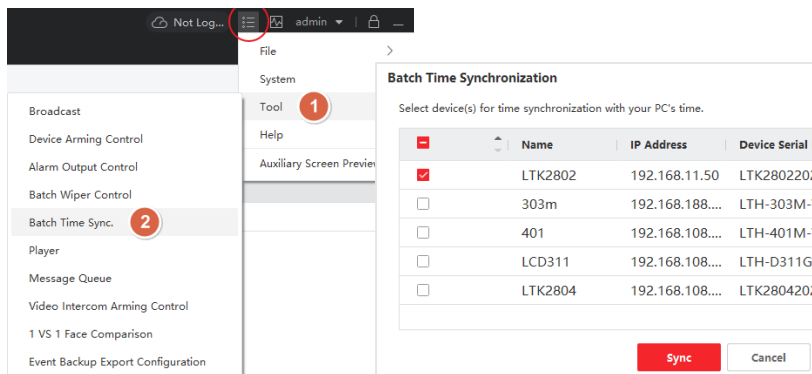 Not Log...
admin
File
System
Tool
1
Help
Auxiliary Screen Preview
Broadcast
Device Arming Control
Alarm Output Control
Batch Wiper Control
Batch Time Sync.
2
Player
Message Queue
Video Intercom Arming Control
1 VS 1 Face Comparison
Event Backup Export Configuration
Batch Time Synchronization
Select device(s) for time synchronization with your PC's time.
Name IP Address Device Serial
LTK2802 192.168.11.50 LTK2802202
303m 192.168.188.... LTH-303M-
401 192.168.108.... LTH-401M-
LCD311 192.168.108.... LTH-D311G
LTK2804 192.168.108.... LTK2804202
Sync Cancel